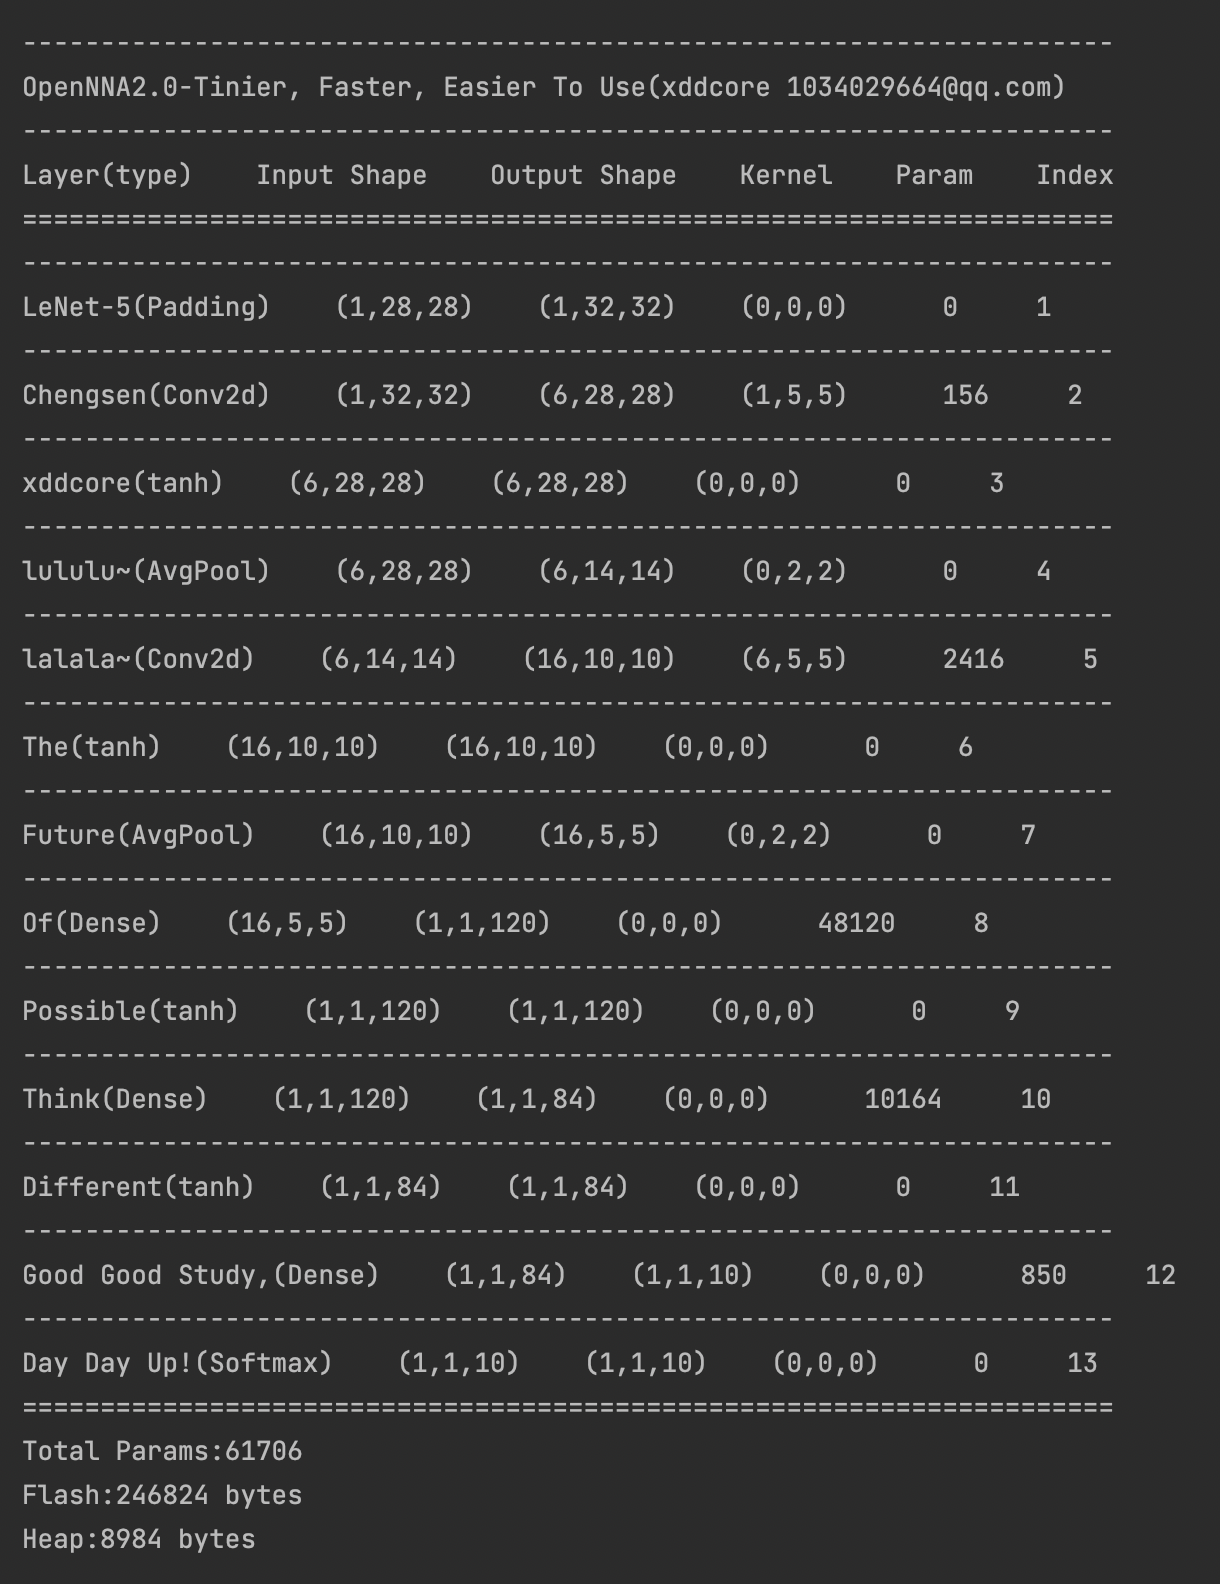 ----------------------------------------------------------------------
OpenNNA2.0-Tinier, Faster, Easier To Use(xddcore 1034029664@qq.com)
----------------------------------------------------------------------
Layer(type)    Input Shape    Output Shape    Kernel    Param    Index
======================================================================
----------------------------------------------------------------------
LeNet-5(Padding)    (1,28,28)    (1,32,32)    (0,0,0)      0     1
----------------------------------------------------------------------
Chengsen(Conv2d)    (1,32,32)    (6,28,28)    (1,5,5)      156     2
----------------------------------------------------------------------
xddcore(tanh)    (6,28,28)    (6,28,28)    (0,0,0)      0     3
----------------------------------------------------------------------
lululu~(AvgPool)    (6,28,28)    (6,14,14)    (0,2,2)      0     4
----------------------------------------------------------------------
lalala~(Conv2d)    (6,14,14)    (16,10,10)    (6,5,5)      2416     5
----------------------------------------------------------------------
The(tanh)    (16,10,10)    (16,10,10)    (0,0,0)      0     6
----------------------------------------------------------------------
Future(AvgPool)    (16,10,10)    (16,5,5)    (0,2,2)      0     7
----------------------------------------------------------------------
Of(Dense)    (16,5,5)    (1,1,120)    (0,0,0)      48120     8
----------------------------------------------------------------------
Possible(tanh)    (1,1,120)    (1,1,120)    (0,0,0)      0     9
----------------------------------------------------------------------
Think(Dense)    (1,1,120)    (1,1,84)    (0,0,0)      10164     10
----------------------------------------------------------------------
Different(tanh)    (1,1,84)    (1,1,84)    (0,0,0)      0     11
----------------------------------------------------------------------
Good Good Study,(Dense)    (1,1,84)    (1,1,10)    (0,0,0)      850     12
----------------------------------------------------------------------
Day Day Up!(Softmax)    (1,1,10)    (1,1,10)    (0,0,0)      0     13
======================================================================
Total Params:61706
Flash:246824 bytes
Heap:8984 bytes